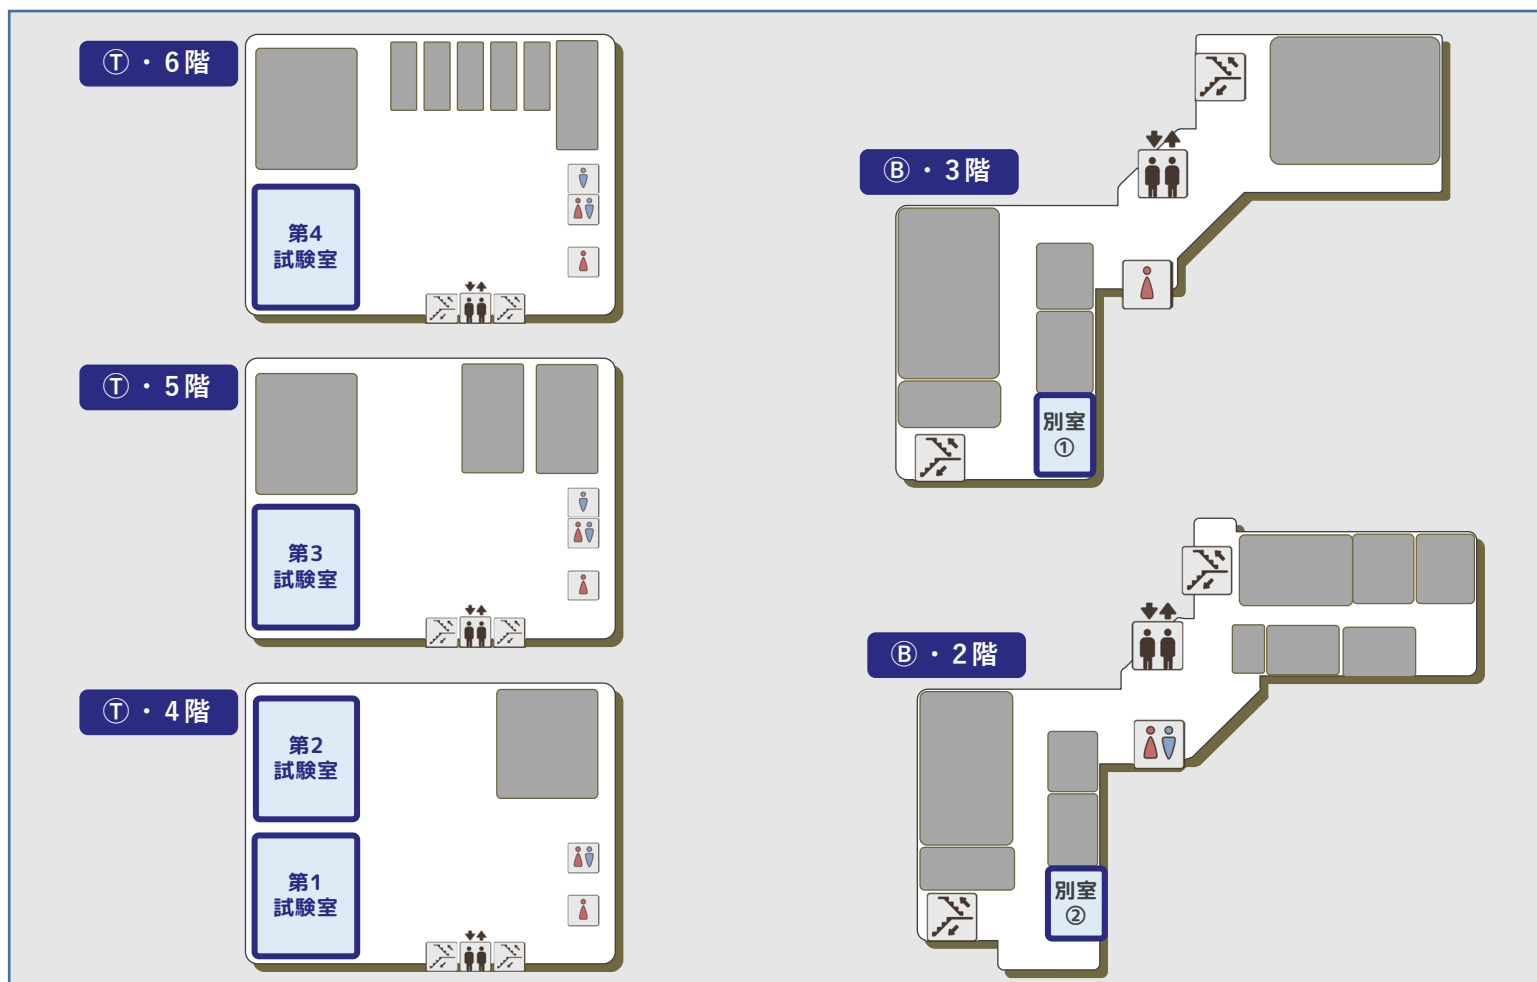 Ⓣ・6階
第4
試験室
Ⓣ・5階
第3
試験室
Ⓣ・4階
第2
試験室
第1
試験室
Ⓑ・3階
別室
①
Ⓑ・2階
別室
②